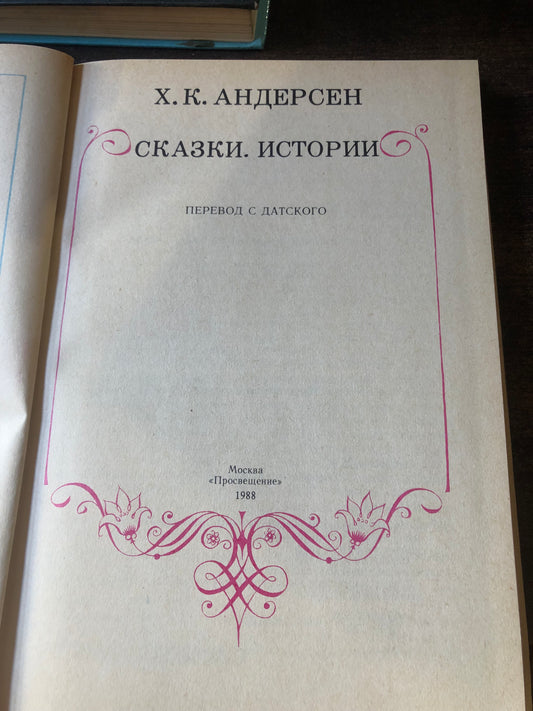 Х. К. АНДЕРСЕН
СКАЗКИ. ИСТОРИИ
ПЕРЕВОД С ДАТСКОГО
Москва
«Просвещение»
1988